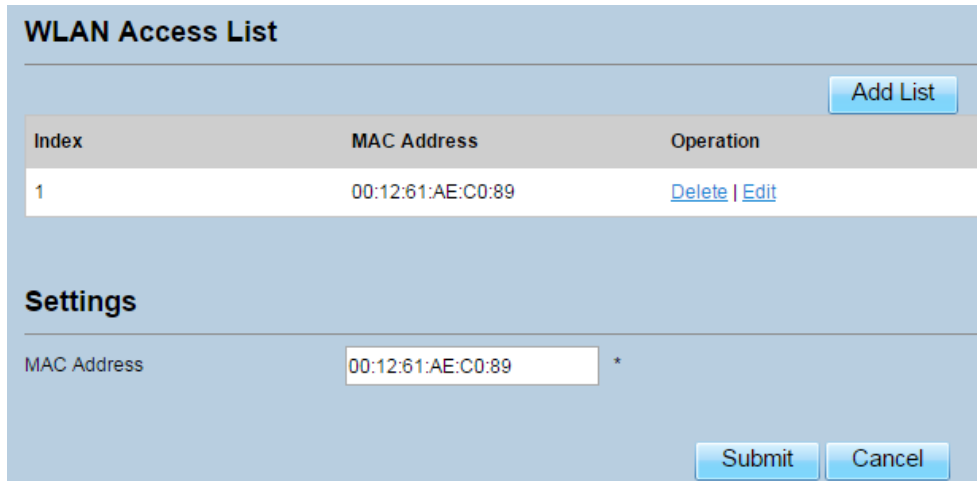 WLAN Access List
Add List
Index MAC Address Operation
1 00:12:61:AE:C0:89 Delete | Edit
Settings
MAC Address 00:12:61:AE:C0:89 *
Submit Cancel